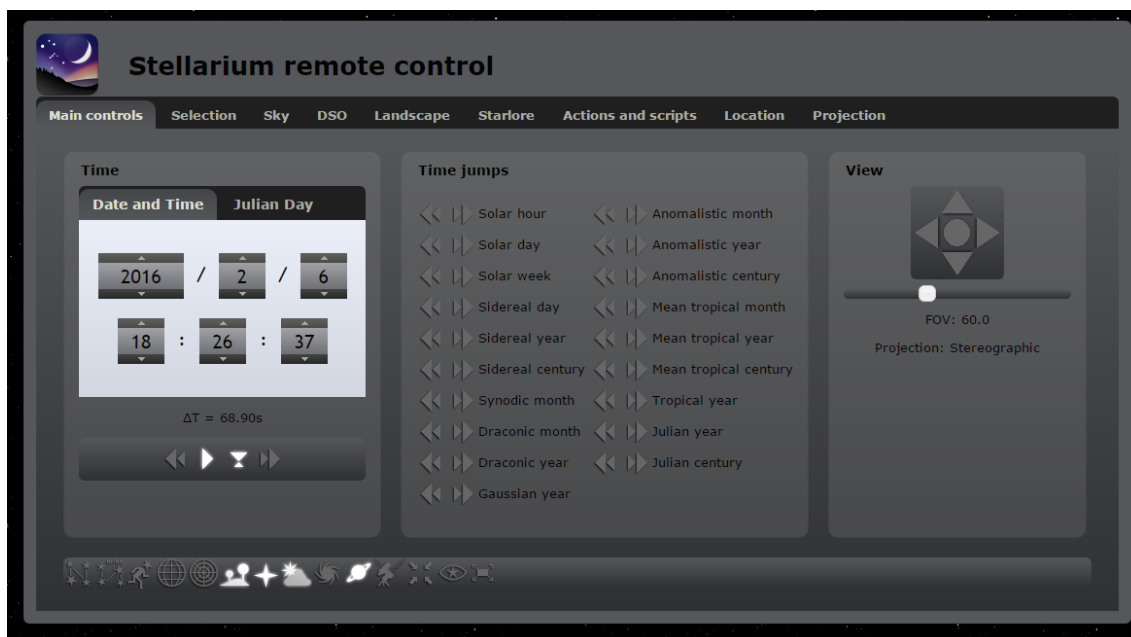 Stellarium remote control
Main controls Selection Sky DSO Landscape Starlore Actions and scripts Location Projection
Time
Date and Time Julian Day
2016 / 2 / 6
18 : 26 : 37
ΔT = 68.90s
Time jumps
Solar hour Anomalistic month
Solar day Anomalistic year
Solar week Anomalistic century
Sidereal day Mean tropical month
Sidereal year Mean tropical year
Sidereal century Mean tropical century
Synodic month Tropical year
Draconic month Julian year
Draconic year Julian century
Gaussian year
View
FOV: 60.0
Projection: Stereographic